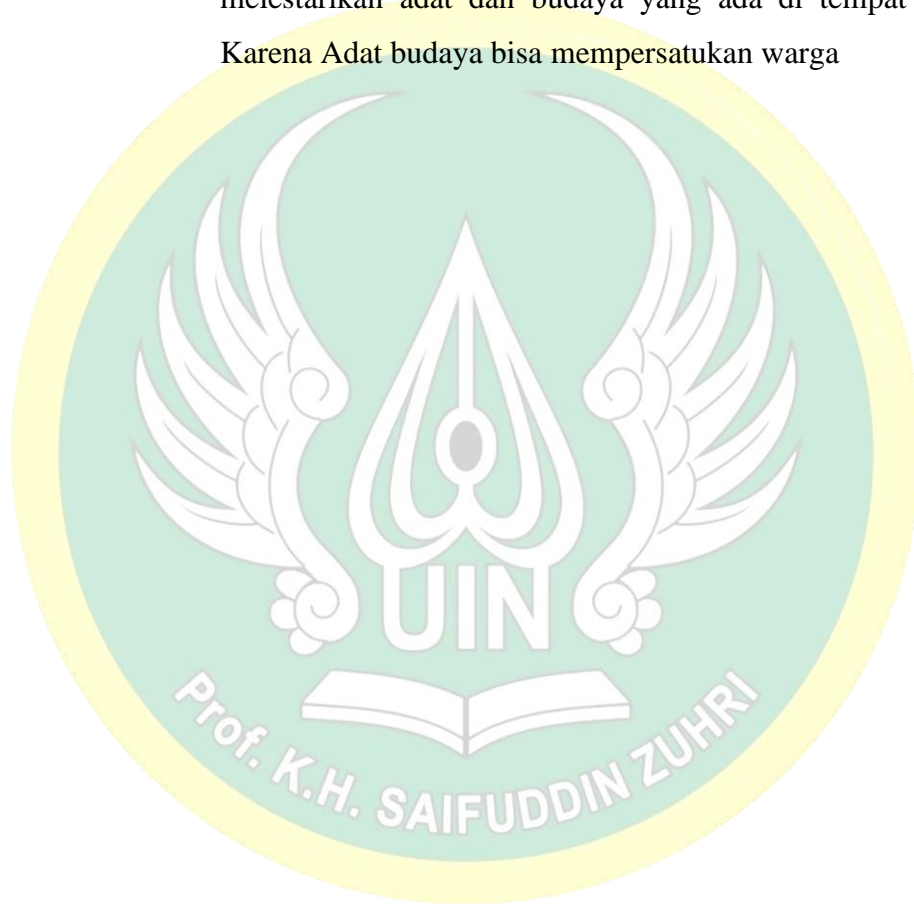 melestarikan adat dan budaya yang ada di tempat
Karena Adat budaya bisa mempersatukan warga
UIN
Prof. K.H. SAIFUDDIN ZUHRI